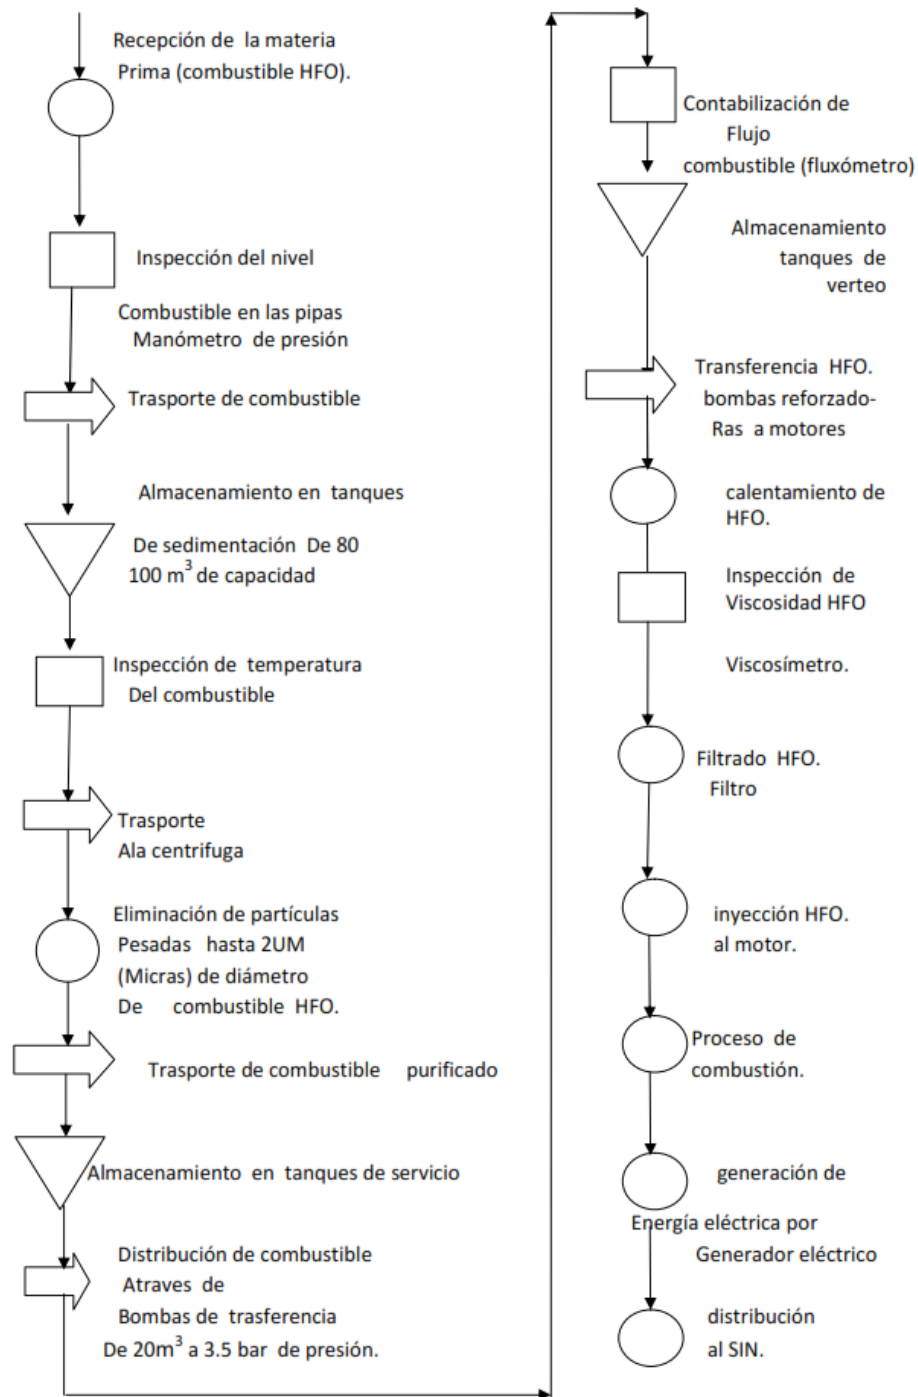 Recepción de la materia
Prima (combustible HFO).
Inspección del nivel
Combustible en las pipas
Manómetro de presión
Trasporte de combustible
Almacenamiento en tanques
De sedimentación De 80
100 m³ de capacidad
Inspección de temperatura
Del combustible
Trasporte
Ala centrifuga
Eliminación de partículas
Pesadas hasta 2UM
(Micras) de diámetro
De combustible HFO.
Trasporte de combustible purificado
Almacenamiento en tanques de servicio
Distribución de combustible
Atraves de
Bombas de trasferencia
De 20m³ a 3.5 bar de presión.
Contabilización de
Flujo
combustible (fluxómetro)
Almacenamiento
tanques de
verteo
Transferencia HFO.
bombas reforzado-
Ras a motores
calentamiento de
HFO.
Inspección de
Viscosidad HFO
Viscosímetro.
Filtrado HFO.
Filtro
inyección HFO.
al motor.
Proceso de
combustión.
generación de
Energía eléctrica por
Generador eléctrico
distribución
al SIN.